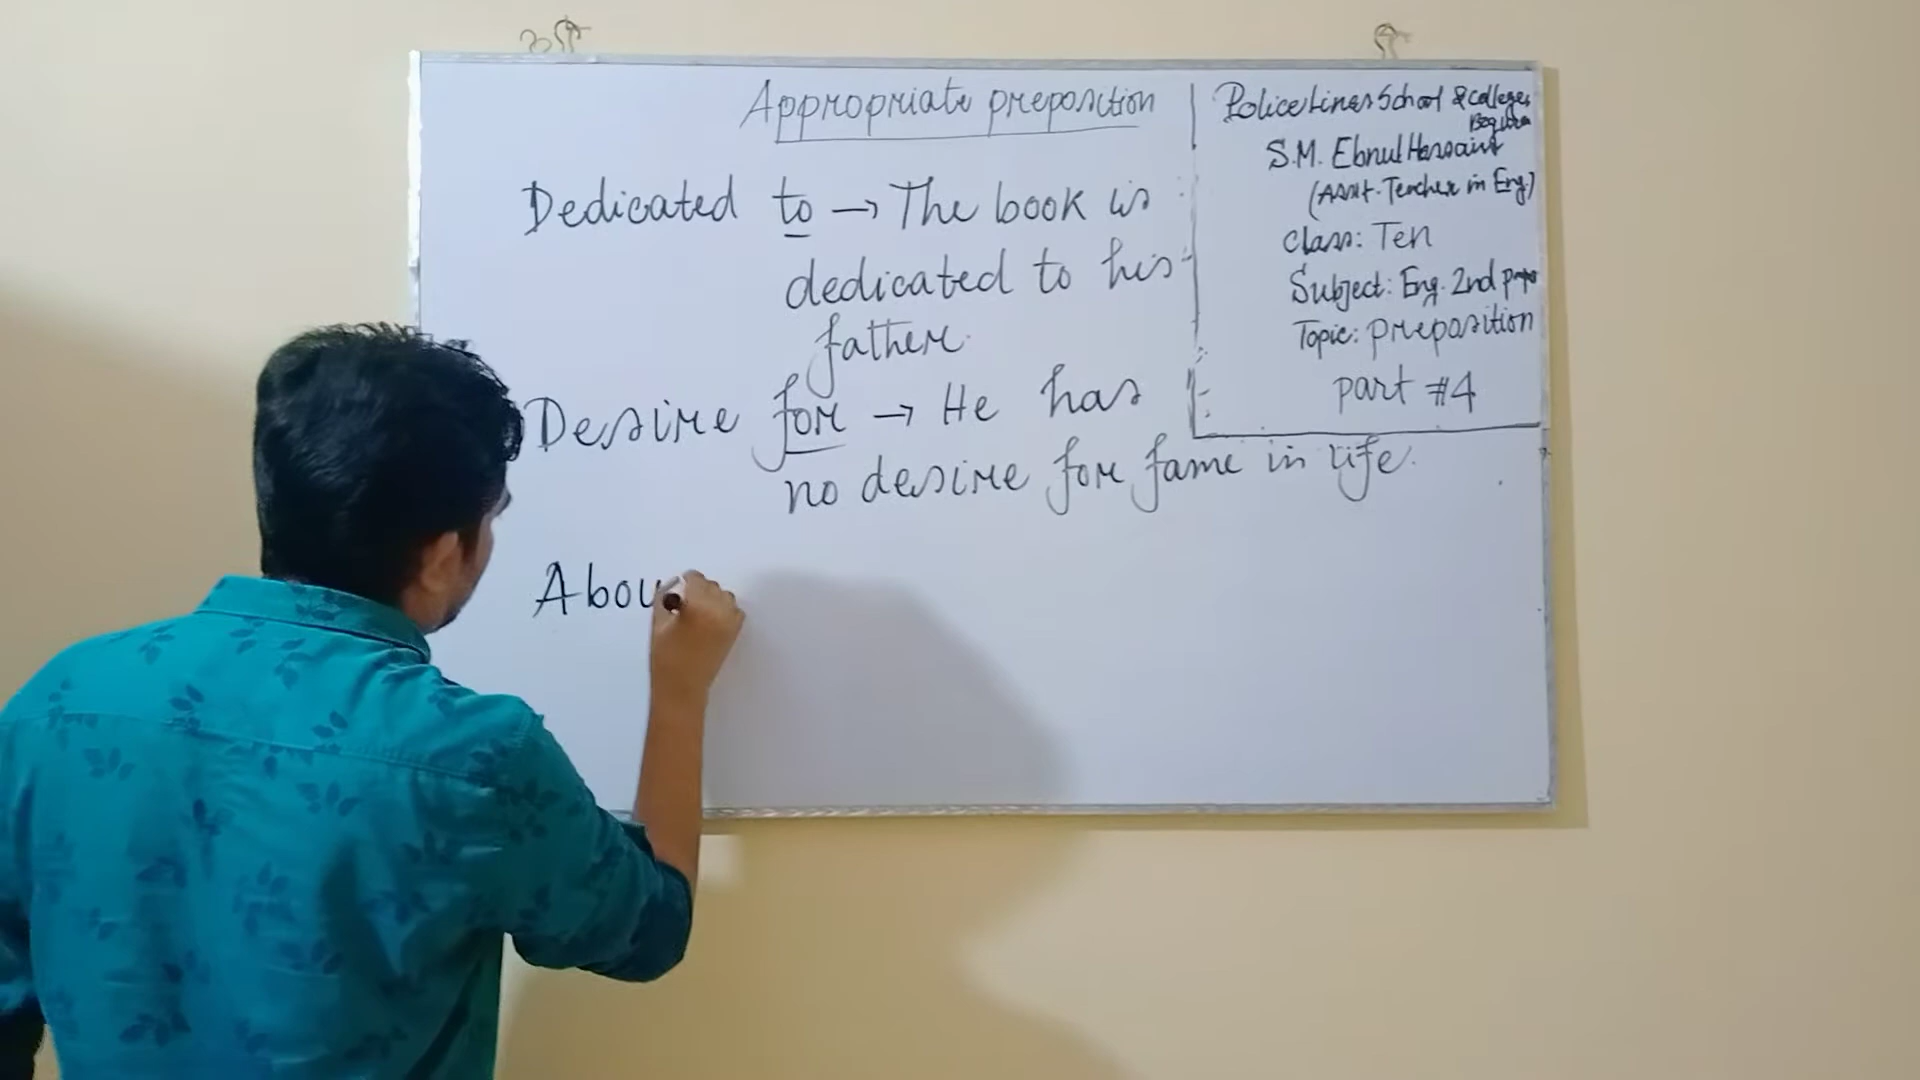 Appropriate preposition
Dedicated to → The book is
dedicated to his
father.
Desire for → He has
no desire for fame in life.
Abou
Police Lines School & College,
Bogura
S.M. Ebnul Hassain
(Asst. Teacher in Eng.)
Class: Ten
Subject: Eng. 2nd paper
Topic: preposition
part #4